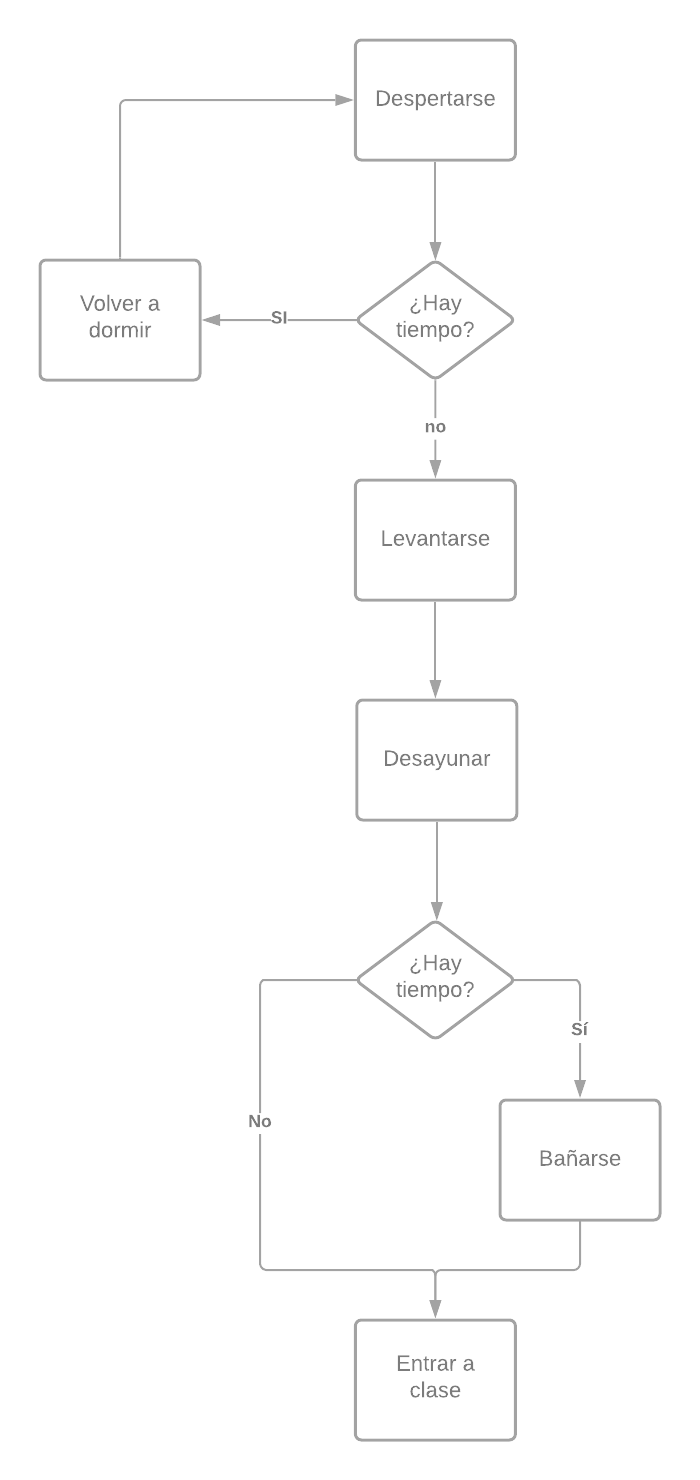 Despertarse
Volver a
dormir
SI
¿Hay
tiempo?
no
Levantarse
Desayunar
¿Hay
tiempo?
Sí
No
Bañarse
Entrar a
clase